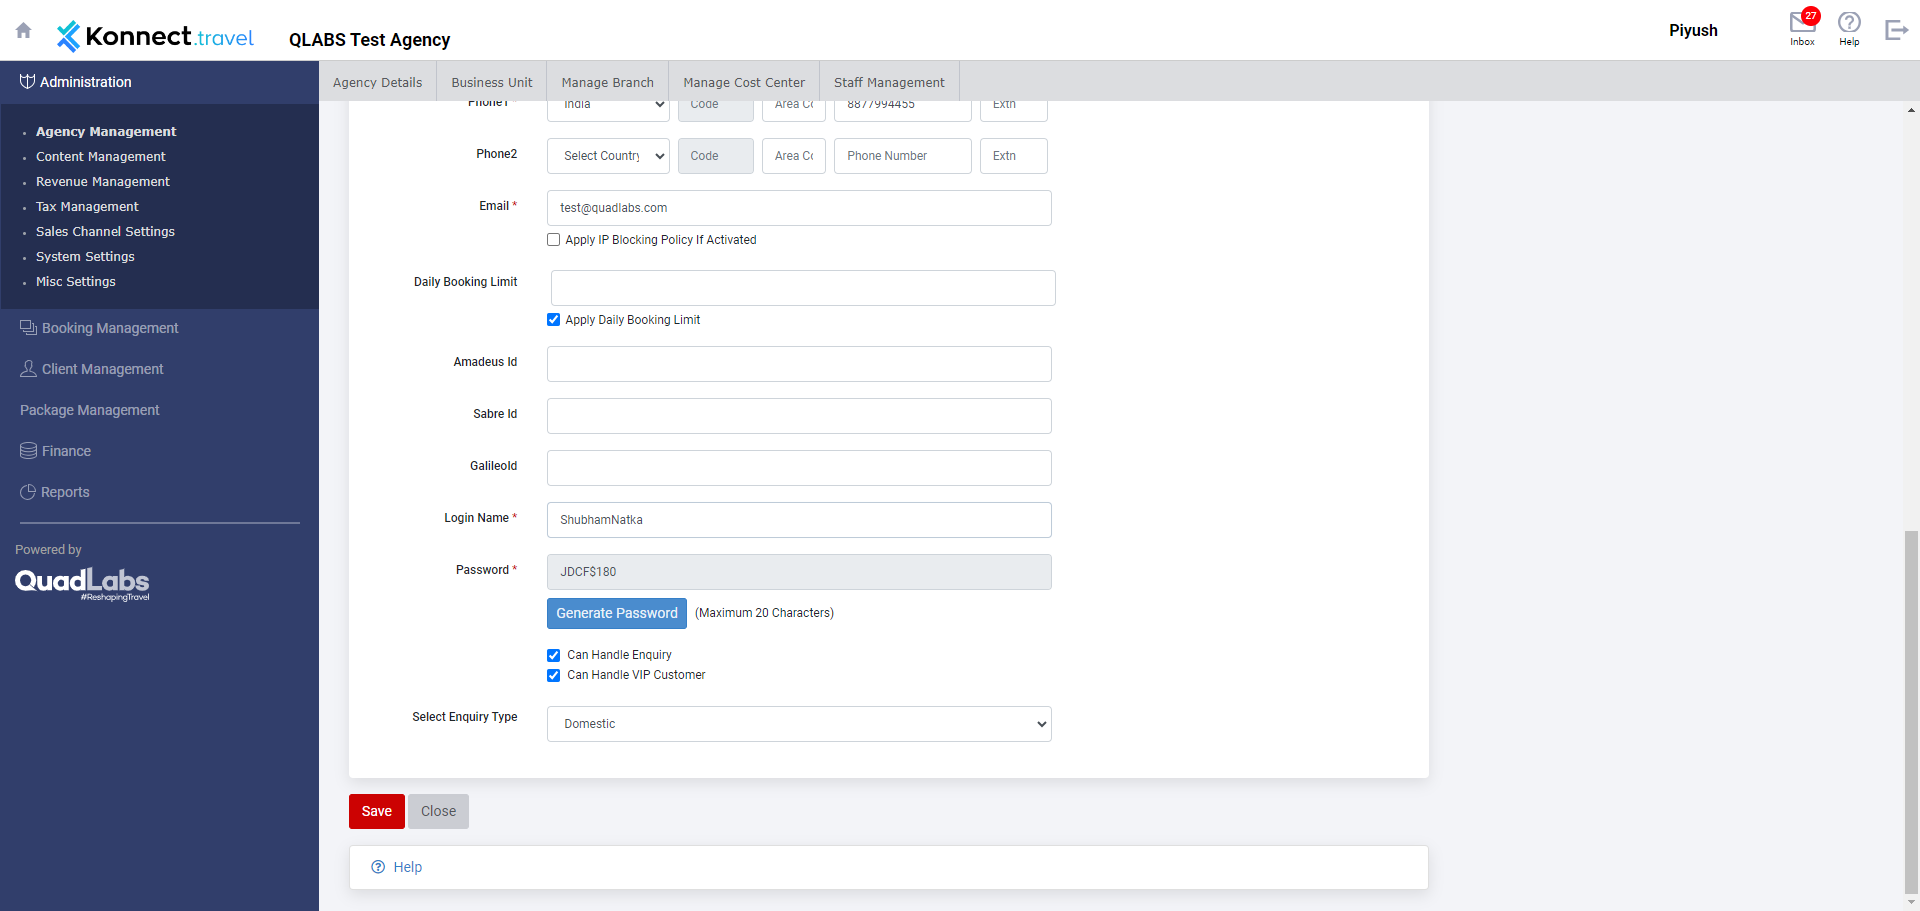 Konnect.travel
QLABS Test Agency
Piyush
27
Inbox
Help
Administration
Agency Management
Content Management
Revenue Management
Tax Management
Sales Channel Settings
System Settings
Misc Settings
Booking Management
Client Management
Package Management
Finance
Reports
Powered by
QuadLabs
#ReshapingTravel
Agency Details
Business Unit
Manage Branch
Manage Cost Center
Staff Management
Phone1
India
Code
Area Co
8877994455
Extn
Phone2
Select Country
Code
Area Co
Phone Number
Extn
Email *
test@quadlabs.com
Apply IP Blocking Policy If Activated
Daily Booking Limit
Apply Daily Booking Limit
Amadeus Id
Sabre Id
GalileoId
Login Name *
ShubhamNatka
Password *
JDCF$180
Generate Password
(Maximum 20 Characters)
Can Handle Enquiry
Can Handle VIP Customer
Select Enquiry Type
Domestic
Save
Close
Help